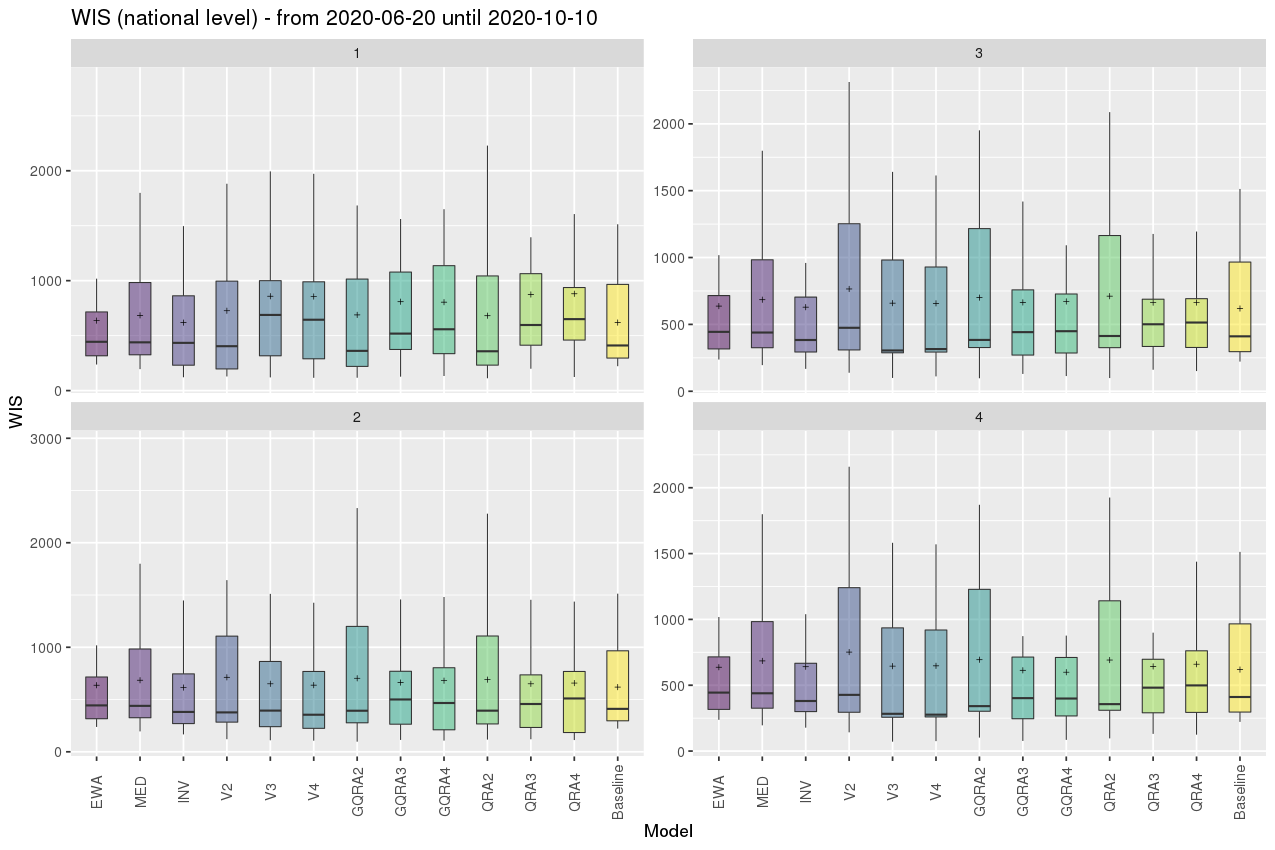 WIS (national level) - from 2020-06-20 until 2020-10-10
1
3
2000
1000
0
2000
1500
1000
500
0
WIS
2
4
3000
2000
1000
0
2000
1500
1000
500
0
EWA
MED
INV
V2
V3
V4
GQRA2
GQRA3
GQRA4
QRA2
QRA3
QRA4
Baseline
EWA
MED
INV
V2
V3
V4
GQRA2
GQRA3
GQRA4
QRA2
QRA3
QRA4
Baseline
Model